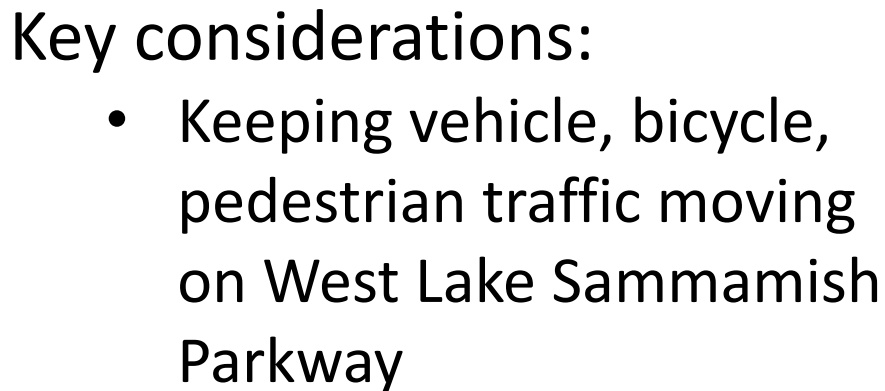 Key considerations:
• Keeping vehicle, bicycle,
pedestrian traffic moving
on West Lake Sammamish
Parkway